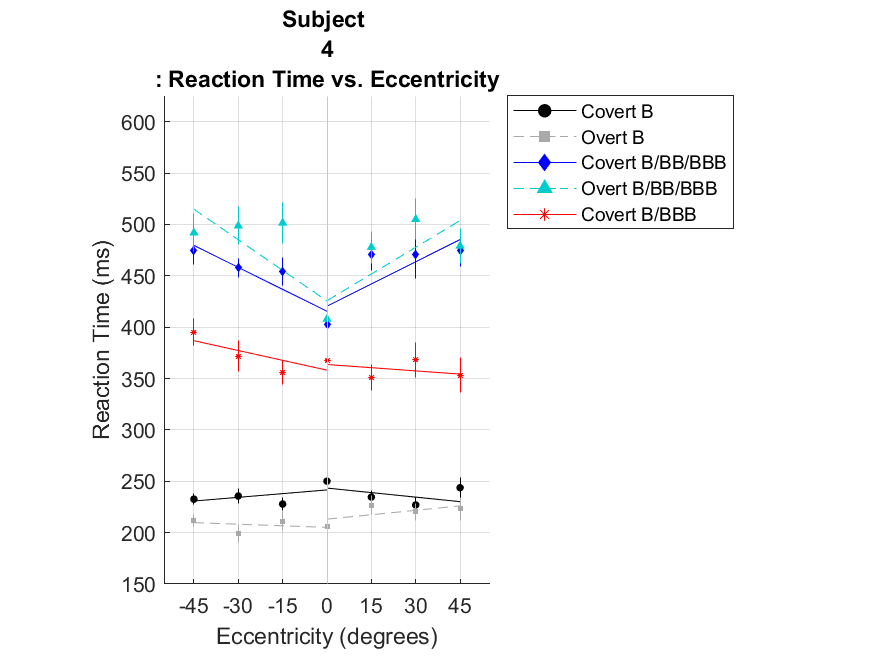 Subject
4
: Reaction Time vs. Eccentricity
Covert B
Overt B
Covert B/BB/BBB
Overt B/BB/BBB
Covert B/BBB
Reaction Time (ms)
600
550
500
450
400
350
300
250
200
150
-45 -30 -15 0 15 30 45
Eccentricity (degrees)